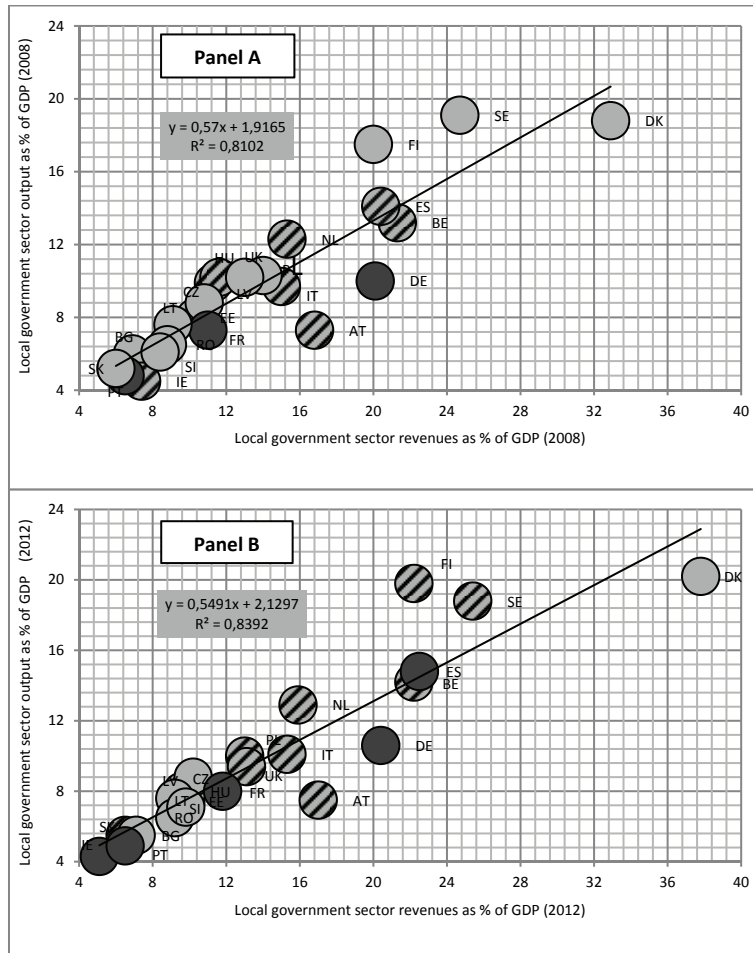 Local government sector output as % of GDP (2008)
24
20
16
12
8
4
Panel A
y = 0,57x + 1,9165
R² = 0,8102
SE
DK
FI
ES
BE
NL
HU
UK
PL
DE
CZ
LV
IT
LT
EE
AT
BG
RO
FR
SK
SI
PT
IE
4
8
12
16
20
24
28
32
36
40
Local government sector revenues as % of GDP (2008)
Local government sector output as % of GDP (2012)
24
20
16
12
8
4
Panel B
y = 0,5491x + 2,1297
R² = 0,8392
FI
DK
SE
ES
BE
NL
PL
IT
DE
LV
CZ
UK
HU
FR
LT
EE
SI
AT
RO
SK
BG
IE
PT
4
8
12
16
20
24
28
32
36
40
Local government sector revenues as % of GDP (2012)